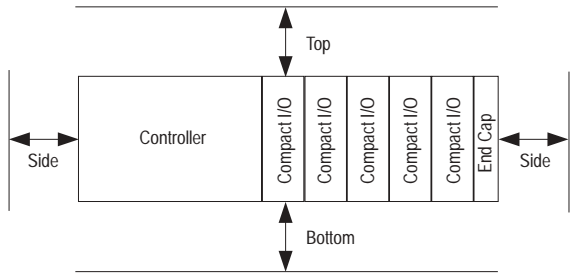 Top
Side
Controller
Compact I/O
Compact I/O
Compact I/O
Compact I/O
Compact I/O
End Cap
Side
Bottom